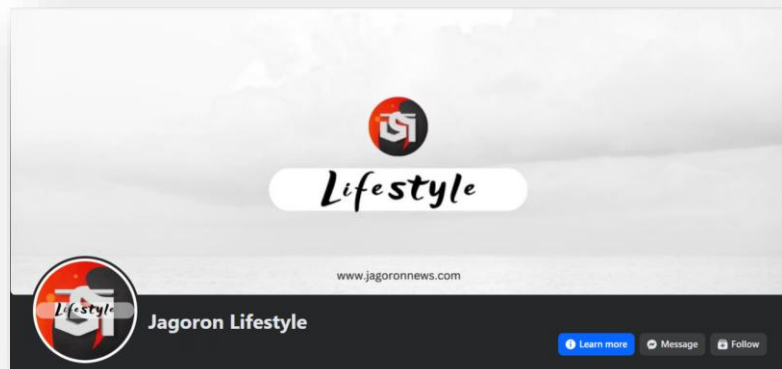 Lifestyle
www.jagoronnews.com
Lifestyle
Jagoron Lifestyle
Learn more
Message
Follow